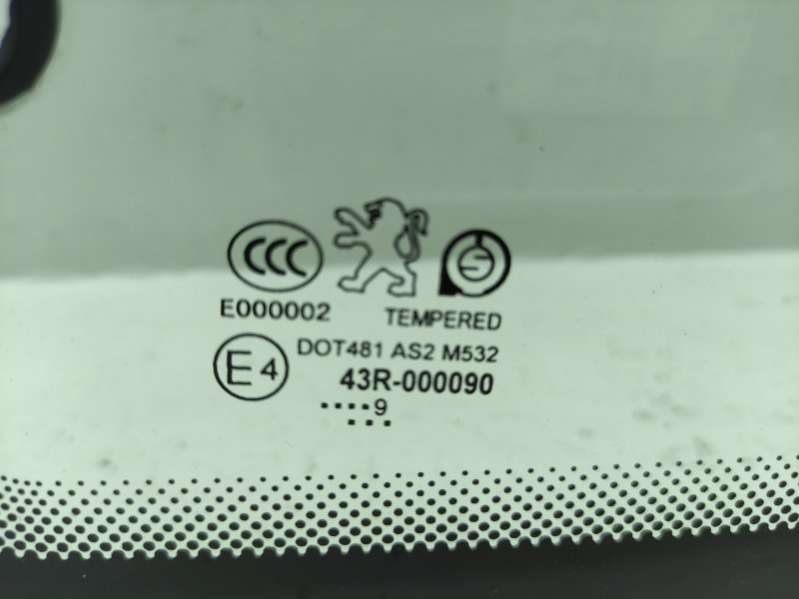 CCC S
E000002 TEMPERED
E4 DOT481 AS2 M532
43R-000090
....9
...